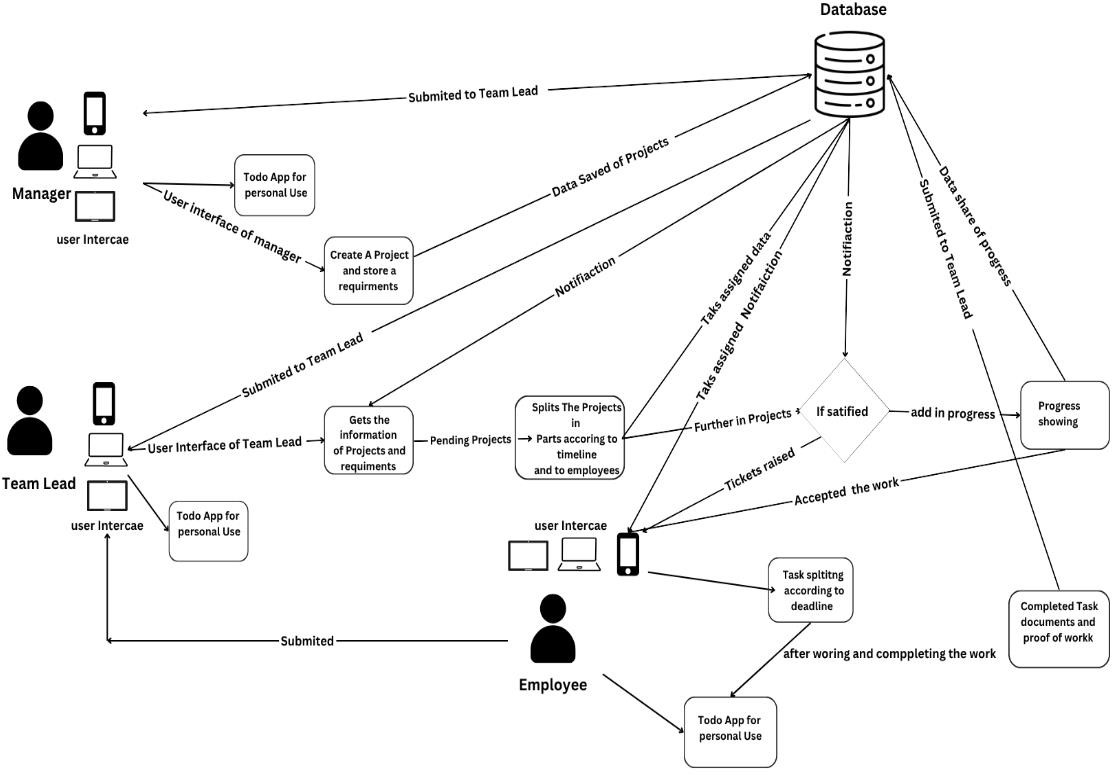 Database
Submited to Team Lead
Manager
user Intercae
Todo App for
personal Use
User interface of manager
Create A Project
and store a
requirments
Data Saved of Projects
Submited to Team Lead
Notifiaction
Taks assigned data
Taks assigned Notifaiction
Notifiaction
Submited to Team Lead
Data share of progress
Team Lead
user Intercae
User Interface of Team Lead
Gets the
information
of Projects and
requiments
Pending Projects
Splits The Projects
in
Parts accoring to
timeline
and to employees
Further in Projects
If satified
add in progress
Progress
showing
Tickets raised
Accepted the work
Todo App for
personal Use
user Intercae
Employee
Submited
Task spltitng
according to
deadline
Completed Task
documents and
proof of workk
after woring and comppleting the work
Todo App for
personal Use